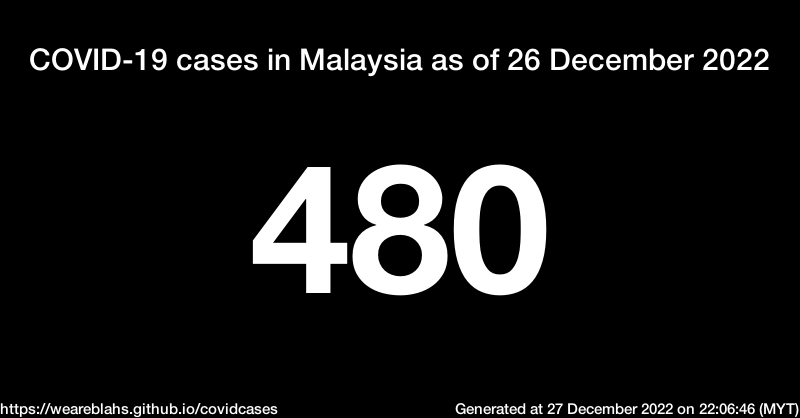 COVID-19 cases in Malaysia as of 26 December 2022
480
https://weareblahs.github.io/covidcases
Generated at 27 December 2022 on 22:06:46 (MYT)